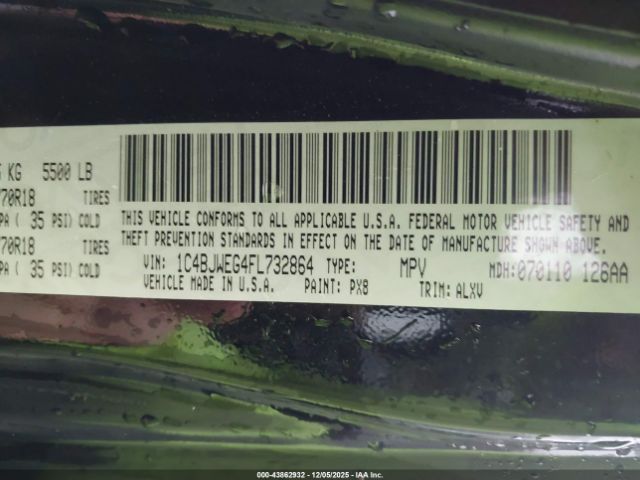 KG 5500 LB
70R18 TIRES
PA ( 35 PSI) COLD
70R18 TIRES
PA ( 35 PSI) COLD
THIS VEHICLE CONFORMS TO ALL APPLICABLE U.S.A. FEDERAL MOTOR VEHICLE SAFETY AND
THEFT PREVENTION STANDARDS IN EFFECT ON THE DATE OF MANUFACTURE SHOWN ABOVE.
VIN: 1C4BJWEG4FL732864 TYPE: MPV MDH:070110 126AA
VEHICLE MADE IN U.S.A. PAINT: PX8 TRIM: ALXV
000-43862932 - 12/05/2025 - IAA Inc.